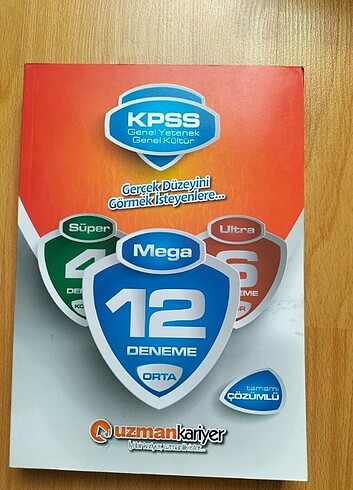 KPSS
Genel Yetenek
Genel Kültür
Gerçek Düzeyini
Görmek İsteyenlere...
Süper
4
Mega
12
DENEME
ORTA
Ultra
6
tamamı
ÇÖZÜMLÜ
uzmankariyer